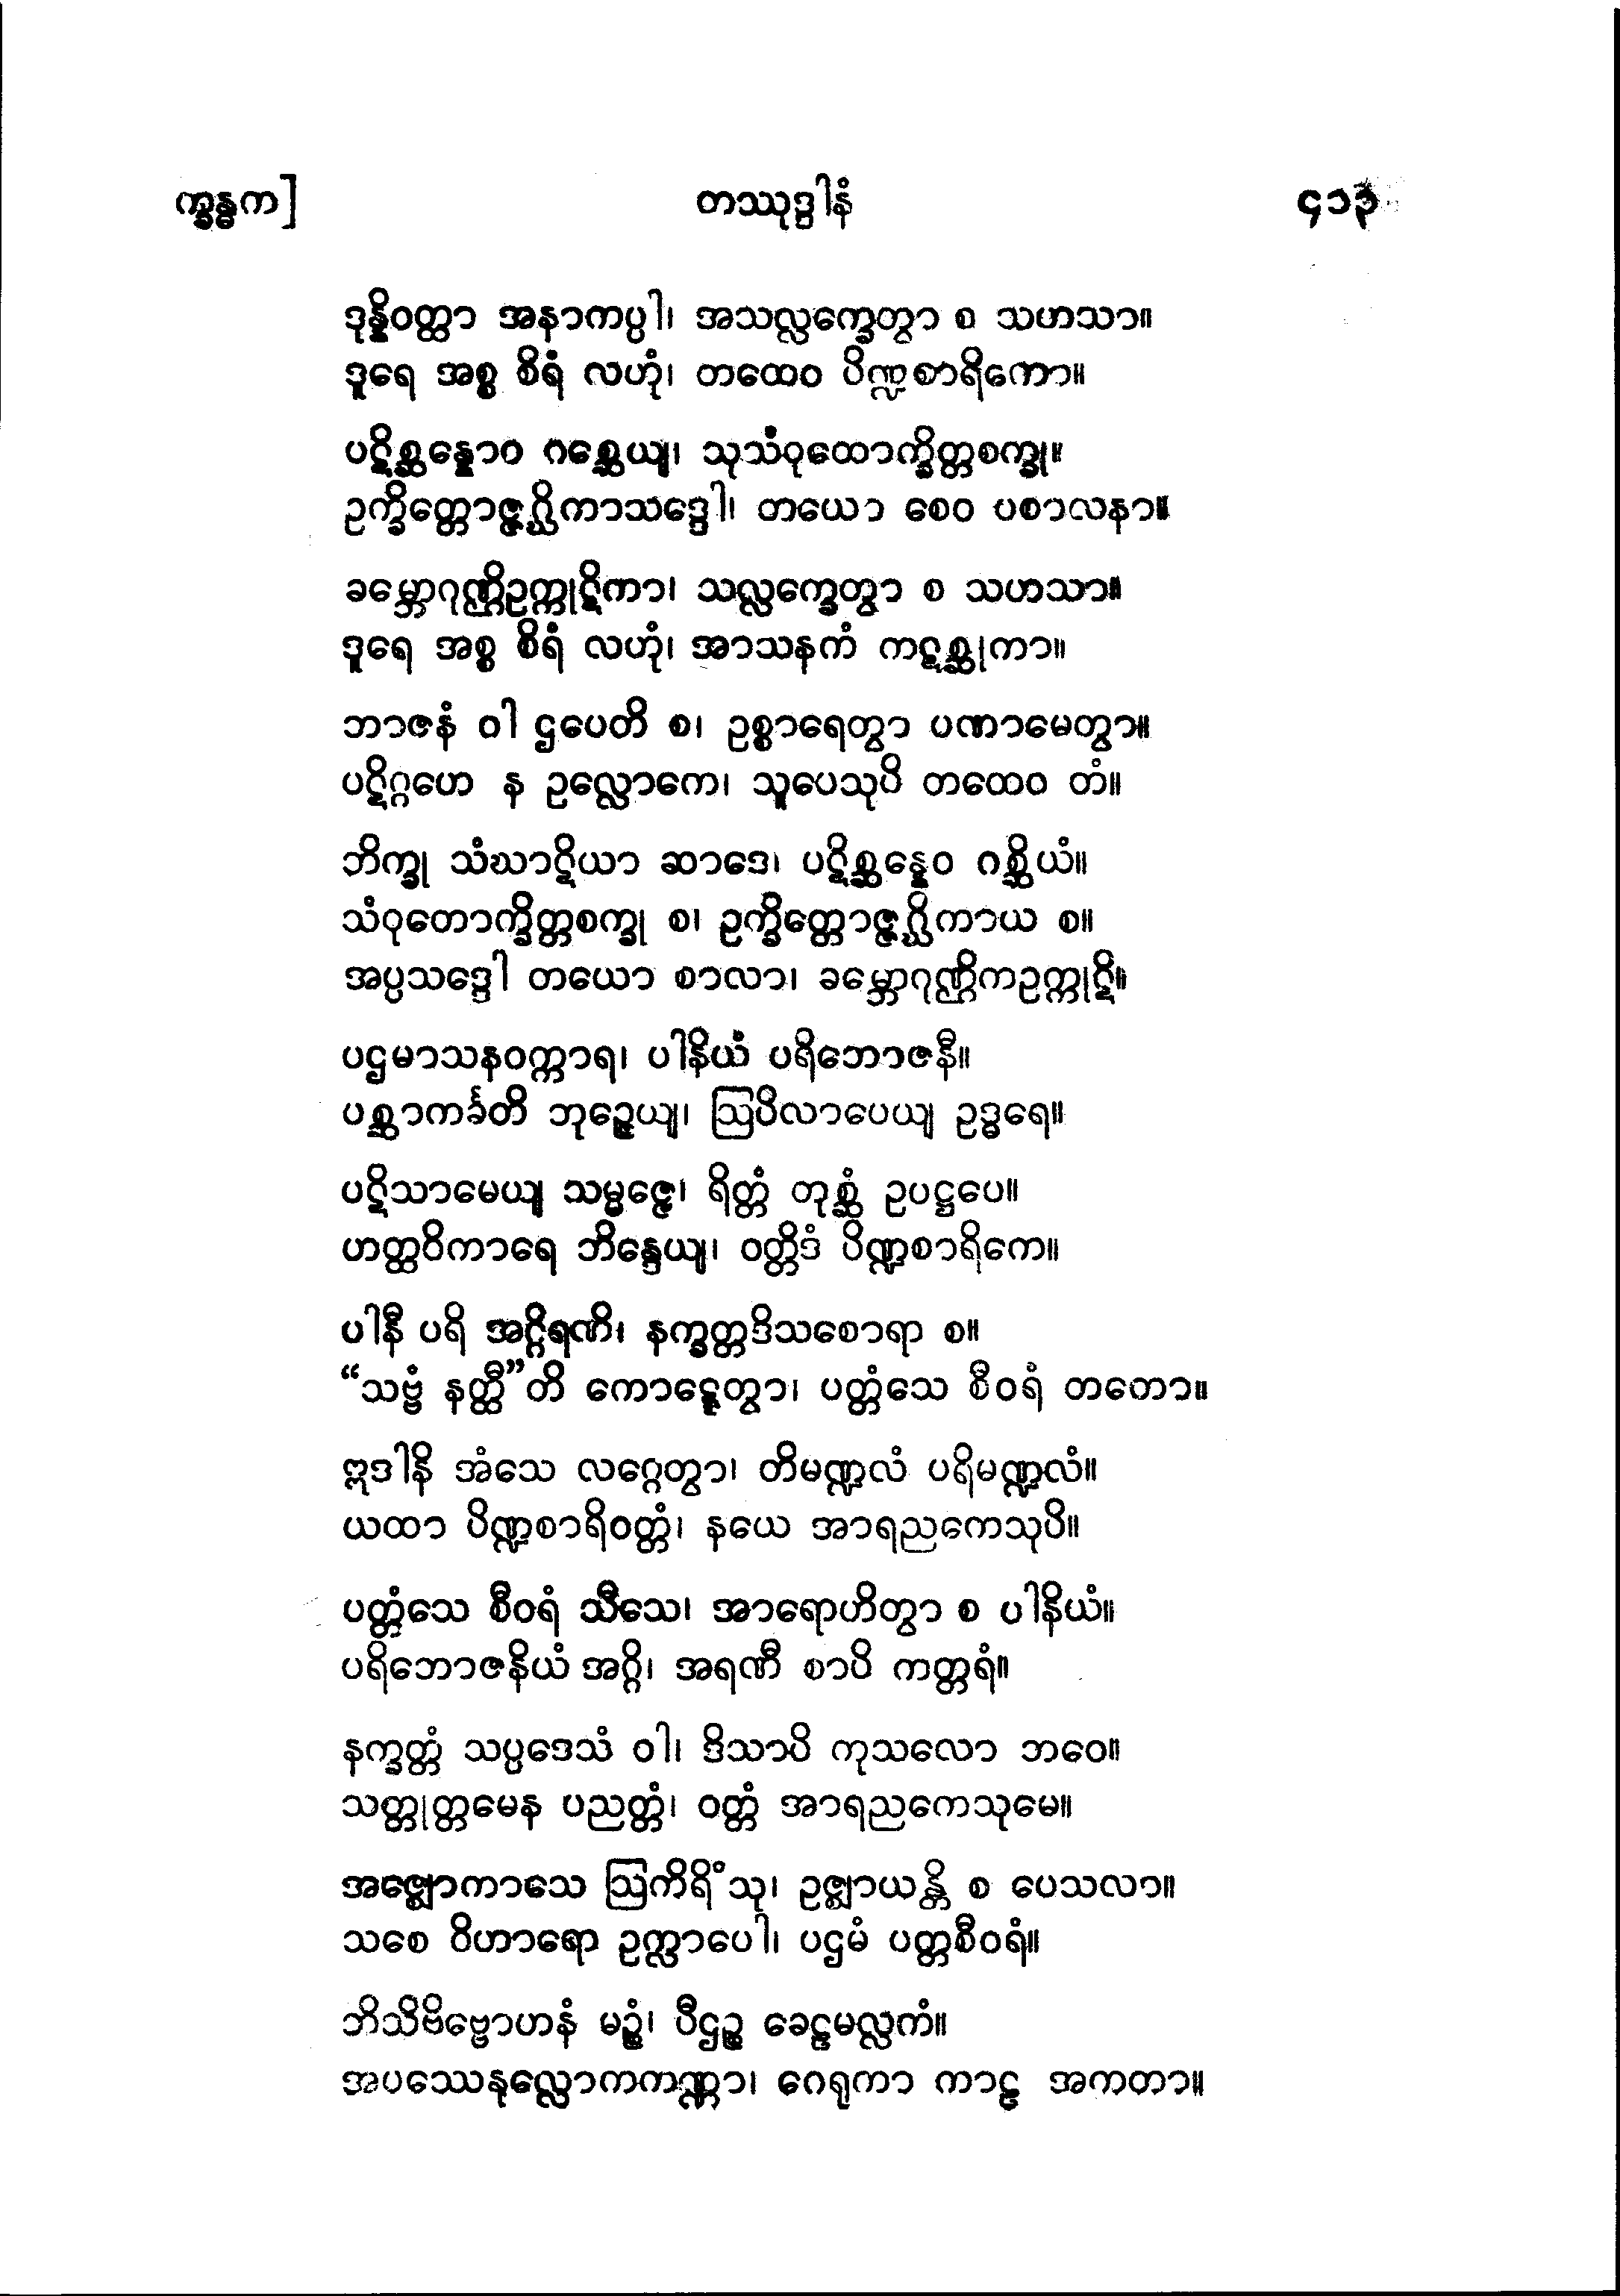 က္ခန္ဓက]
တဿုဒ္ဒါနံ
၄၁၃
ဒုန္နိဝတ္ထာ အနာကပ္ပါ၊ အသလ္လက္ခေတွာ စ သဟသာ။
ဒူရေ အစ္စ စိရံ လဟုံ၊ တထေဝ ပိဏ္ဍစာရိကော။
ပဋိစ္ဆန္နောဝ ဂစ္ဆေယျ၊ သုသံဝုထောက္ခိတ္တစက္ခု။
ဥက္ခိတ္တောဇ္ဇဂ္ဃိကာသဒ္ဒေါ၊ တယော စေဝ ပစာလနာ။
ခမ္ဘောဂုဏ္ဌိဥက္ကုဋိကာ၊ သလ္လက္ခေတွာ စ သဟသာ။
ဒူရေ အစ္စ စိရံ လဟုံ၊ အာသနကံ ကဋစ္ဆုကာ။
ဘာဇနံ ဝါ ဌပေတိ စ၊ ဥစ္စာရေတွာ ပဏာမေတွာ။
ပဋိဂ္ဂဟေ န ဥလ္လောကေ၊ သူပေသုပိ တထေဝ တံ။
ဘိက္ခု သံဃာဋိယာ ဆာဒေ၊ ပဋိစ္ဆန္နေဝ ဂစ္ဆိယံ။
သံဝုတောက္ခိတ္တစက္ခု စ၊ ဥက္ခိတ္တောဇ္ဇဂ္ဃိကာယ စ။
အပ္ပသဒ္ဒေါ တယော စာလာ၊ ခမ္ဘောဂုဏ္ဌိကဥက္ကုဋိ။
ပဌမာသနဝက္ကာရ၊ ပါနိယံ ပရိဘောဇနီ။
ပစ္ဆာကင်္ခတိ ဘုဉ္ဇေယျ၊ ဩပိလာပေယျ ဥဒ္ဓရေ။
ပဋိသာမေယျ သမ္မဇ္ဇေ၊ ရိတ္တံ တုစ္ဆံ ဥပဋ္ဌပေ။
ဟတ္ထဝိကာရေ ဘိန္ဒေယျ၊ ဝတ္တိဒံ ပိဏ္ဍစာရိကေ။
ပါနီ ပရိ အဂ္ဂိရဏိ၊ နက္ခတ္တဒိသစောရာ စ။
“သဗ္ဗံ နတ္ထီ”တိ ကောဋ္ဋေတွာ၊ ပတ္တံသေ စီဝရံ တတော။
ဣဒါနိ အံသေ လဂ္ဂေတွာ၊ တိမဏ္ဍလံ ပရိမဏ္ဍလံ။
ယထာ ပိဏ္ဍစာရိဝတ္တံ၊ နယေ အာရညကေသုပိ။
ပတ္တံသေ စီဝရံ သီသေ၊ အာရောဟိတွာ စ ပါနိယံ။
ပရိဘောဇနိယံ အဂ္ဂိ၊ အရဏီ စာပိ ကတ္တရံ။
နက္ခတ္တံ သပ္ပဒေသံ ဝါ၊ ဒိသာပိ ကုသလော ဘဝေ။
သတ္တုတ္တမေန ပညတ္တံ၊ ဝတ္တံ အာရညကေသုမေ။
အဇ္ဈောကာသေ ဩကိရိံသု၊ ဥဇ္ဈာယန္တိ စ ပေသလာ။
သစေ ဝိဟာရော ဥက္လာပေါ၊ ပဌမံ ပတ္တစီဝရံ။
ဘိသိဗိဗ္ဗောဟနံ မဉ္စံ၊ ပီဌဉ္စ ခေဠမလ္လကံ။
အပဿေနုလ္လောကကဏ္ဏာ၊ ဂေရုကာ ကာဠ အကတာ။